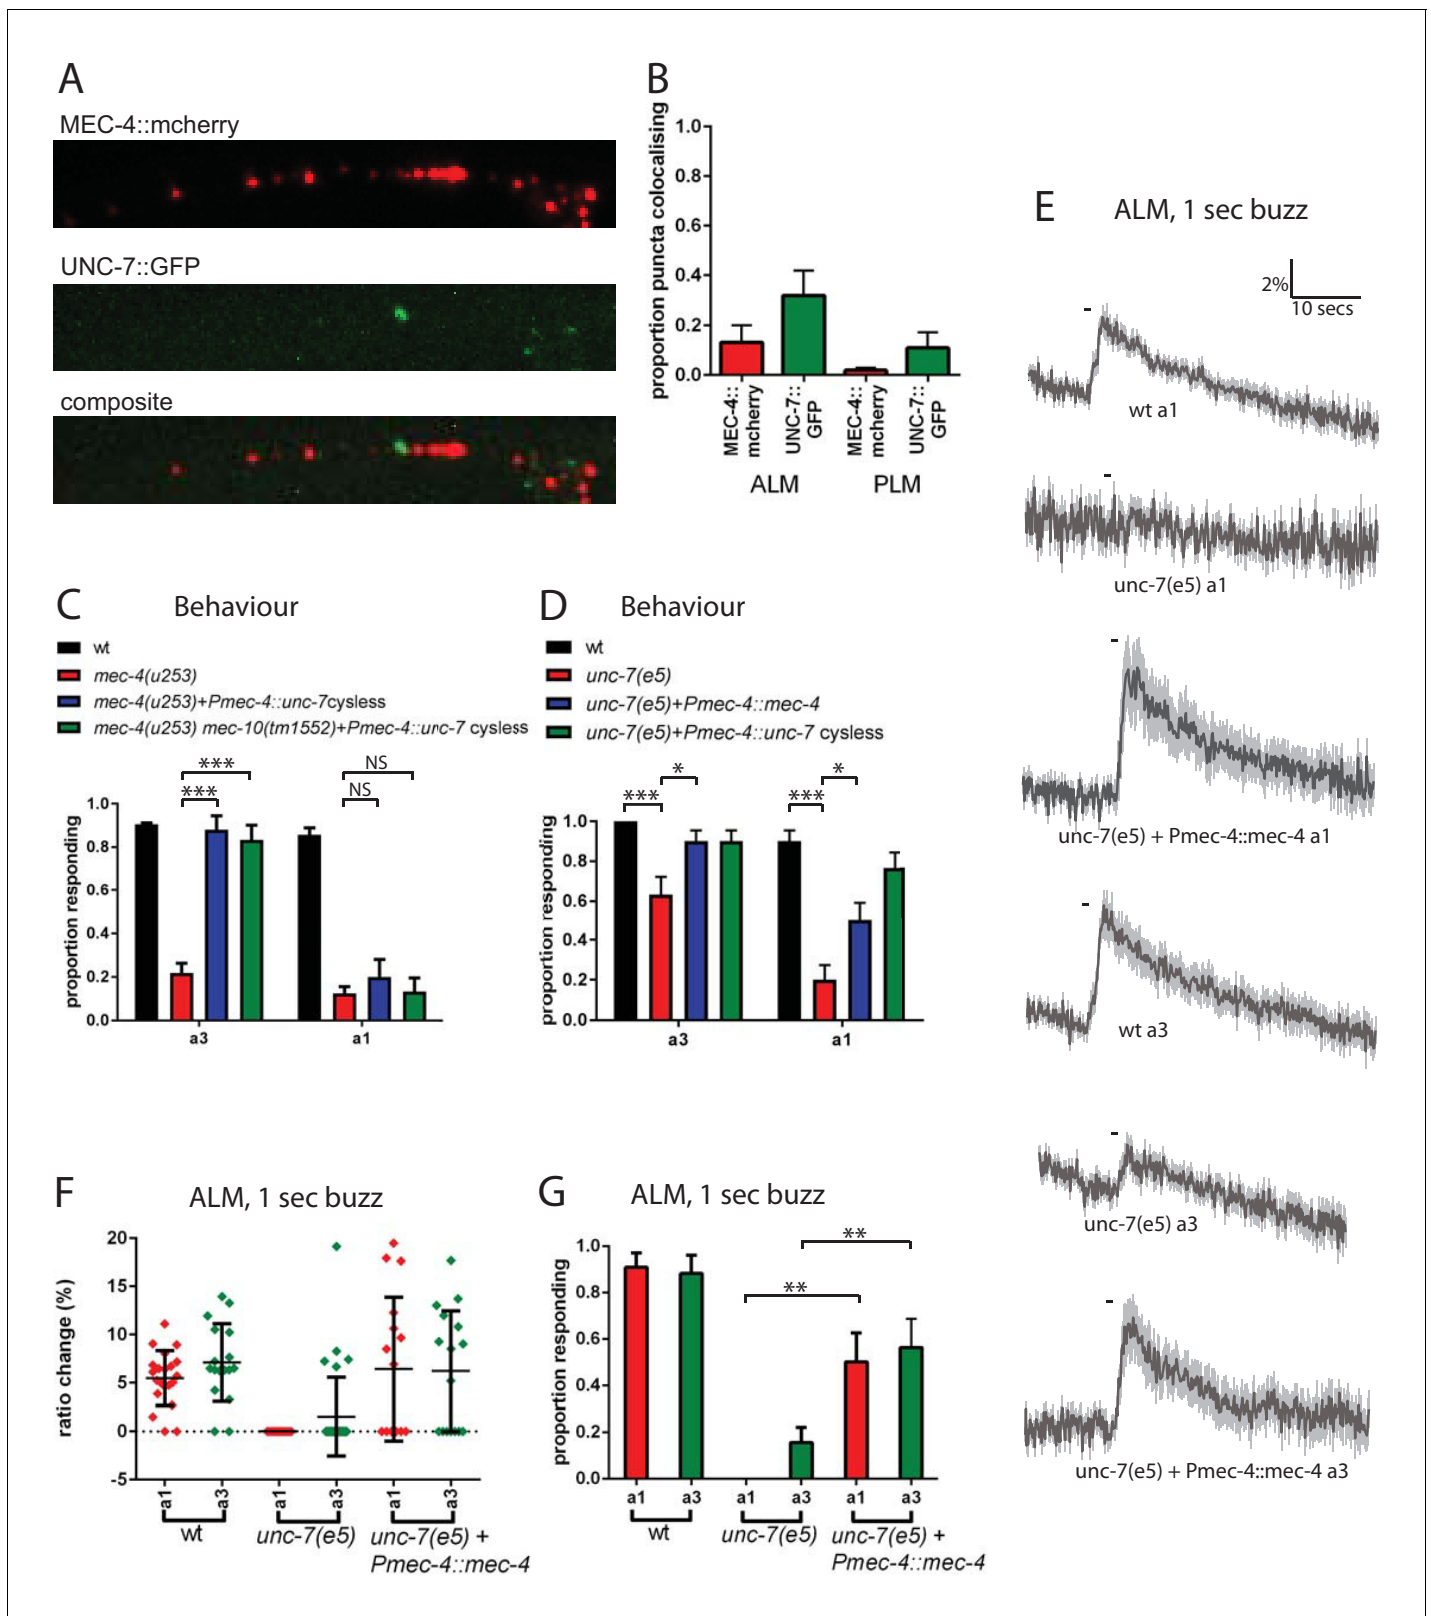 A
MEC-4::mcherry
UNC-7::GFP
composite
B
proportion puncta colocalising
1.0
0.8
0.6
0.4
0.2
0.0
MEC-4::
mcherry
UNC-7::
GFP
MEC-4::
mcherry
UNC-7::
GFP
ALM
PLM
C
Behaviour
wt
mec-4(u253)
mec-4(u253)+Pmec-4::unc-7cysless
mec-4(u253) mec-10(tm1552)+Pmec-4::unc-7 cysless
proportion responding
1.0
0.8
0.6
0.4
0.2
0.0
***
***
NS
NS
a3
a1
D
Behaviour
wt
unc-7(e5)
unc-7(e5)+Pmec-4::mec-4
unc-7(e5)+Pmec-4::unc-7 cysless
proportion responding
1.0
0.8
0.6
0.4
0.2
0.0
***
*
***
*
a3
a1
E
ALM, 1 sec buzz
2%
10 secs
wt a1
unc-7(e5) a1
unc-7(e5) + Pmec-4::mec-4 a1
wt a3
unc-7(e5) a3
unc-7(e5) + Pmec-4::mec-4 a3
F
ALM, 1 sec buzz
ratio change (%)
20
15
10
5
0
-5
a1
a3
a1
a3
a1
a3
wt
unc-7(e5)
unc-7(e5) +
Pmec-4::mec-4
G
ALM, 1 sec buzz
proportion responding
1.0
0.8
0.6
0.4
0.2
0.0
**
**
a1
a3
a1
a3
a1
a3
wt
unc-7(e5)
unc-7(e5) +
Pmec-4::mec-4